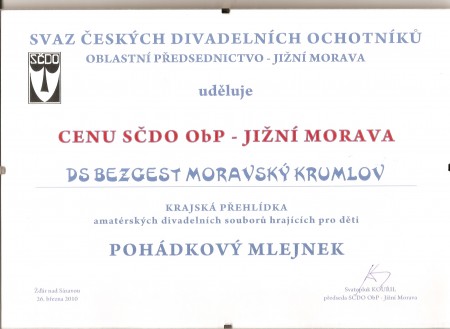 SVAZ ČESKÝCH DIVADELNÍCH OCHOTNÍKŮ
OBLASTNÍ PŘEDSEDNICTVO - JIŽNÍ MORAVA
SČDO
uděluje
CENU SČDO ObP - JIŽNÍ MORAVA
DS BEZGEST MORAVSKÝ KRUMLOV
KRAJSKÁ PŘEHLÍDKA
amatérských divadelních souborů hrajících pro děti
POHÁDKOVÝ MLEJNEK
Žďár nad Sázavou
26. března 2010
Svatopluk KOUŘIL
předseda SČDO ObP - Jižní Morava